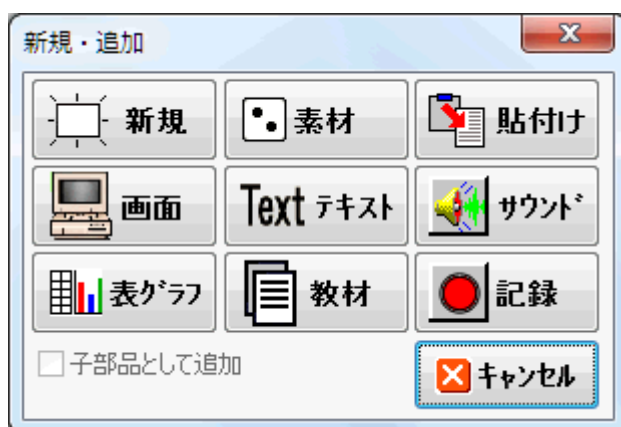 新規・追加
新規
素材
貼付け
画面
Text テキスト
サウンド
表グラフ
教材
記録
子部品として追加
キャンセル